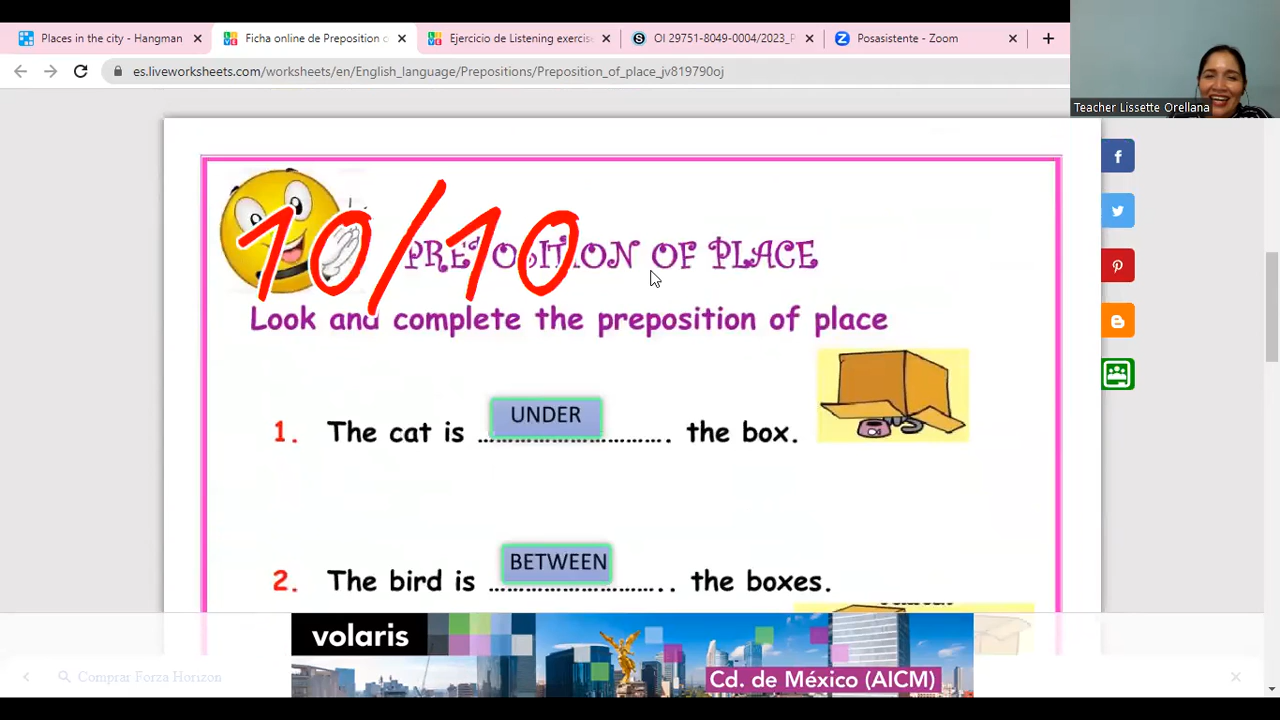 Places in the city - Hangman
Ficha online de Preposition o
Ejercicio de Listening exercise
OI 29751-8049-0004/2023_P
Posasistente - Zoom
es.liveworksheets.com/worksheets/en/English_language/Prepositions/Preposition_of_place_jv819790oj
Teacher Lissette Orellana
10/10
PREPOSITION OF PLACE
Look and complete the preposition of place
1. The cat is UNDER ............................. the box.
2. The bird is BETWEEN ............................. the boxes.
volaris
Cd. de México (AICM)
Comprar Forza Horizon